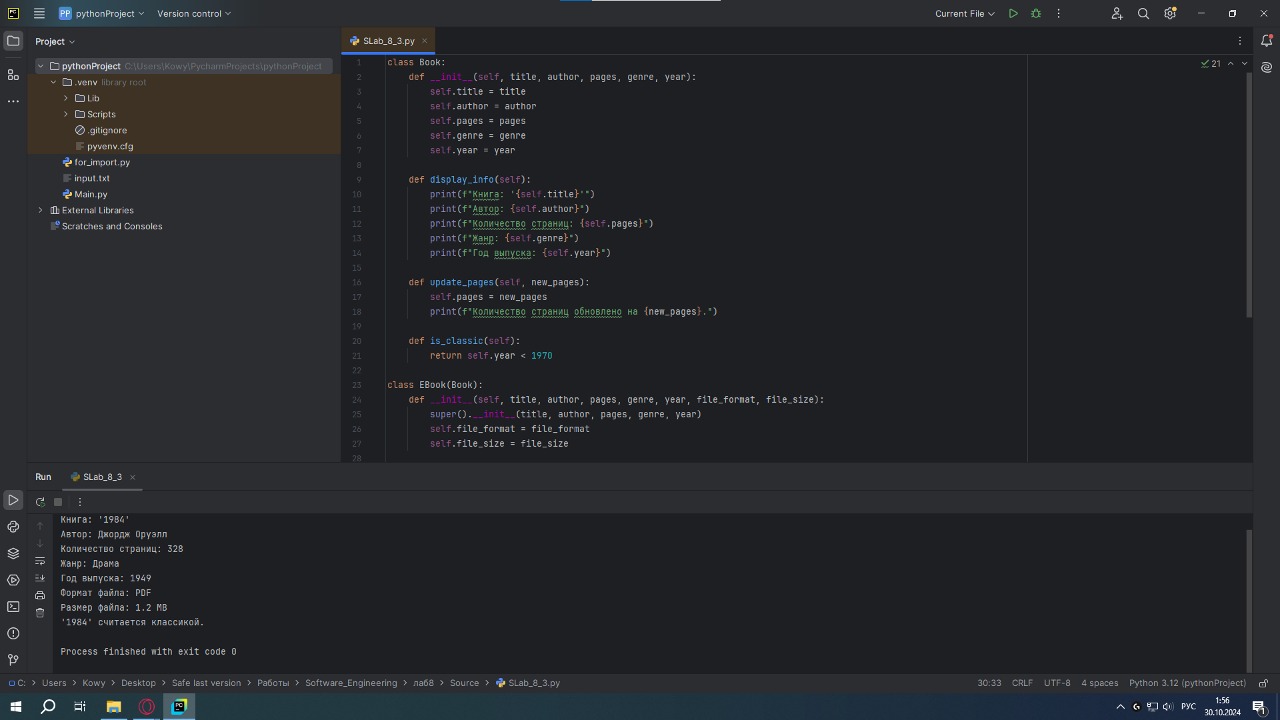 PC
PP pythonProject
Version control
Current File
Project
SLab_8_3.py
pythonProject C:\Users\Kowy\PycharmProjects\pythonProject
.venv library root
Lib
Scripts
.gitignore
pyvenv.cfg
for_import.py
input.txt
Main.py
External Libraries
Scratches and Consoles
21
1 class Book:
2     def __init__(self, title, author, pages, genre, year):
3         self.title = title
4         self.author = author
5         self.pages = pages
6         self.genre = genre
7         self.year = year
8
9     def display_info(self):
10         print(f"Книга: '{self.title}'")
11         print(f"Автор: {self.author}")
12         print(f"Количество страниц: {self.pages}")
13         print(f"Жанр: {self.genre}")
14         print(f"Год выпуска: {self.year}")
15
16     def update_pages(self, new_pages):
17         self.pages = new_pages
18         print(f"Количество страниц обновлено на {new_pages}.")
19
20     def is_classic(self):
21         return self.year < 1970
22
23 class EBook(Book):
24     def __init__(self, title, author, pages, genre, year, file_format, file_size):
25         super().__init__(title, author, pages, genre, year)
26         self.file_format = file_format
27         self.file_size = file_size
28
Run
SLab_8_3
Книга: '1984'
Автор: Джордж Оруэлл
Количество страниц: 328
Жанр: Драма
Год выпуска: 1949
Формат файла: PDF
Размер файла: 1.2 MB
'1984' считается классикой.
Process finished with exit code 0
C: > Users > Kowy > Desktop > Safe last version > Работы > Software_Engineering > лаб8 > Source > SLab_8_3.py
30:33 CRLF UTF-8 4 spaces Python 3.12 (pythonProject)
PC
РУС
1:56
30.10.2024